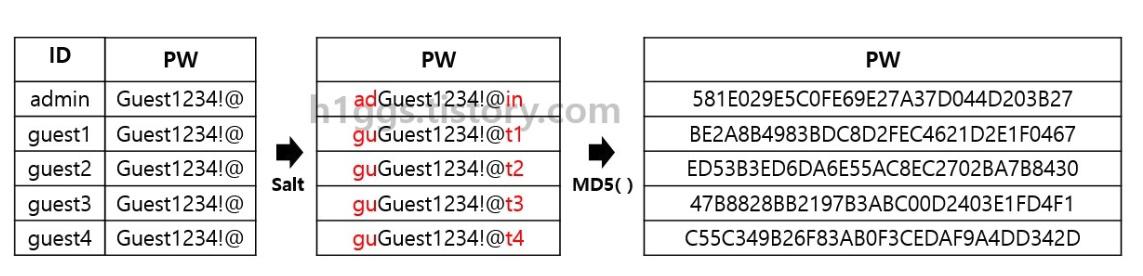 ID PW PW PW
admin Guest1234!@ adGuest1234!@in 581E029E5C0FE69E27A37D044D203B27
h1ggs.tistory.com
guest1 Guest1234!@ guGuest1234!@t1 BE2A8B4983BDC8D2FEC4621D2E1F0467
guest2 Guest1234!@ guGuest1234!@t2 ED53B3ED6DA6E55AC8EC2702BA7B8430
Salt MD5( )
guest3 Guest1234!@ guGuest1234!@t3 47B8828BB2197B3ABC00D2403E1FD4F1
guest4 Guest1234!@ guGuest1234!@t4 C55C349B26F83AB0F3CEDAF9A4DD342D